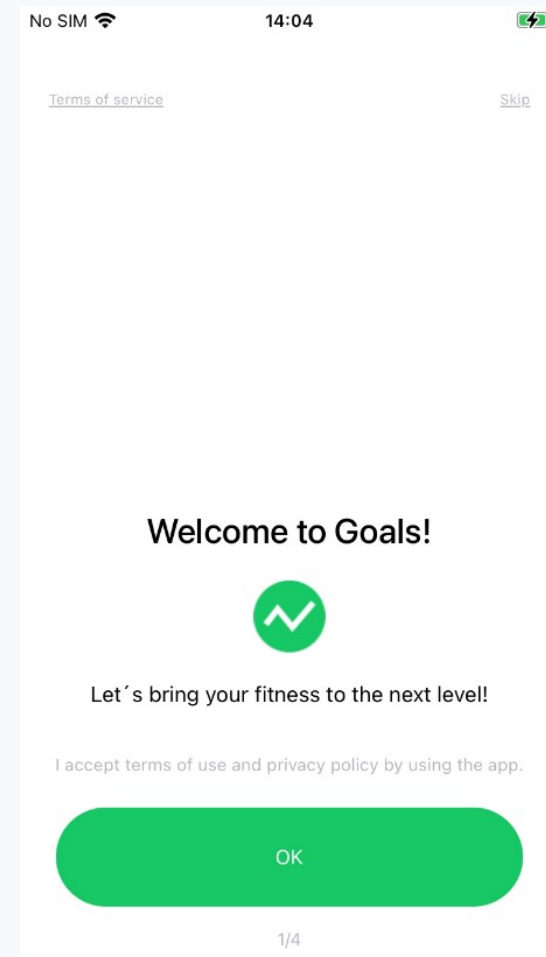 No SIM 14:04
Terms of service Skip
Welcome to Goals!
Let´s bring your fitness to the next level!
I accept terms of use and privacy policy by using the app.
OK
1/4